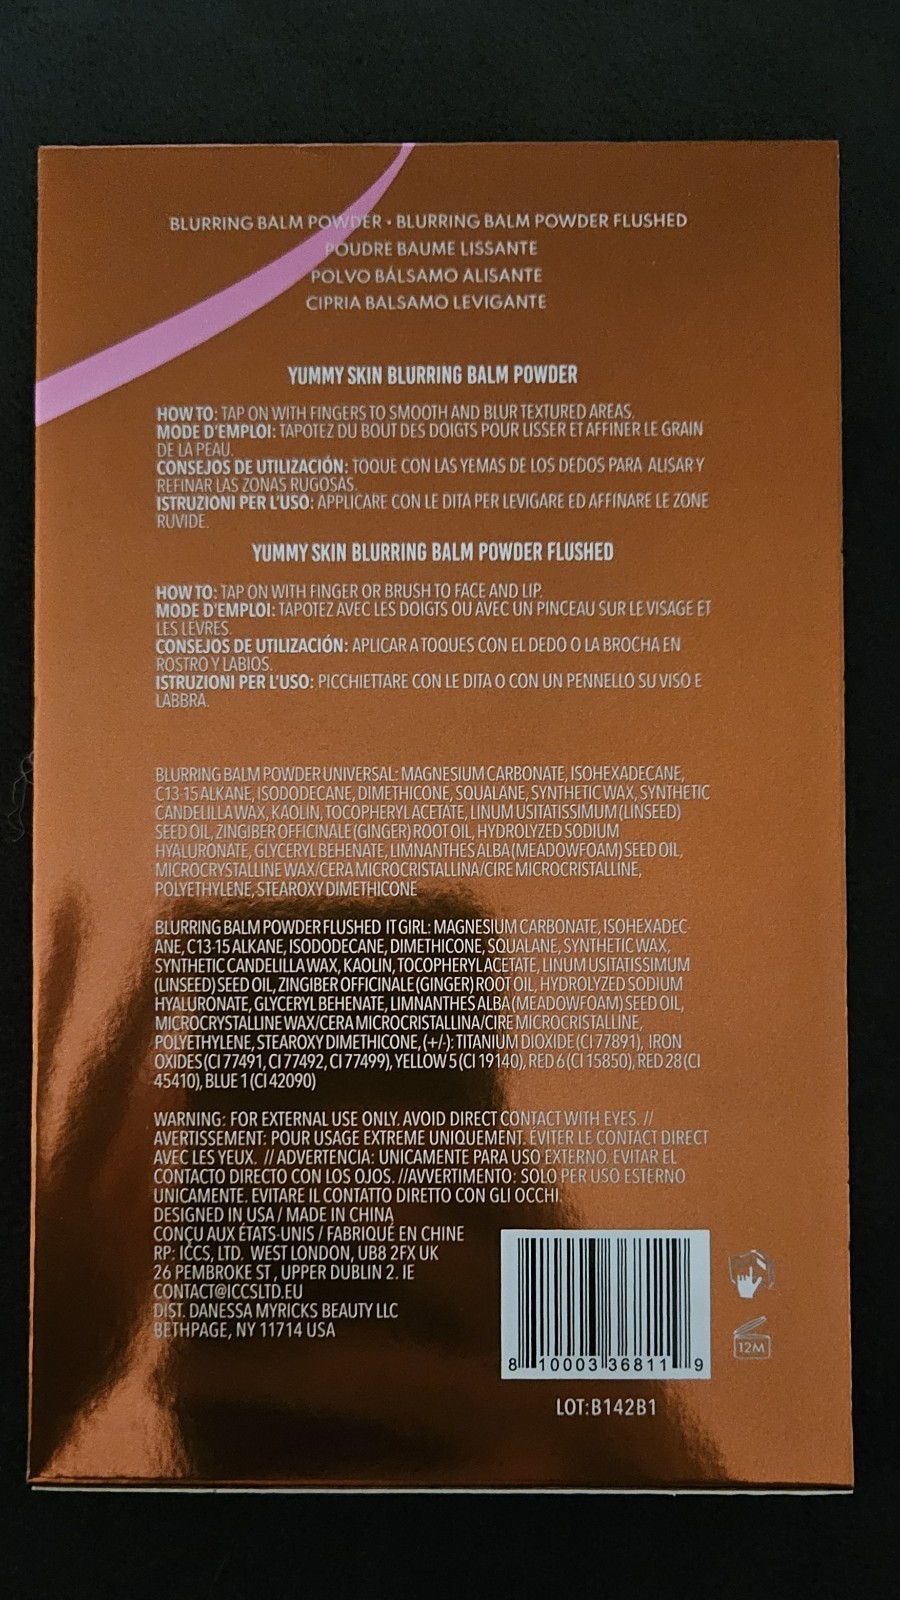 BLURRING BALM POWDER • BLURRING BALM POWDER FLUSHED
POUDRE BAUME LISSANTE
POLVO BÁLSAMO ALISANTE
CIPRIA BALSAMO LEVIGANTE
YUMMY SKIN BLURRING BALM POWDER
HOW TO: TAP ON WITH FINGERS TO SMOOTH AND BLUR TEXTURED AREAS.
MODE D'EMPLOI: TAPOTEZ DU BOUT DES DOIGTS POUR LISSER ET AFFINER LE GRAIN
DE LA PEAU.
CONSEJOS DE UTILIZACIÓN: TOQUE CON LAS YEMAS DE LOS DEDOS PARA ALISAR Y
REFINAR LAS ZONAS RUGOSAS.
ISTRUZIONI PER L'USO: APPLICARE CON LE DITA PER LEVIGARE ED AFFINARE LE ZONE
RUVIDE.
YUMMY SKIN BLURRING BALM POWDER FLUSHED
HOW TO: TAP ON WITH FINGER OR BRUSH TO FACE AND LIP.
MODE D'EMPLOI: TAPOTEZ AVEC LES DOIGTS OU AVEC UN PINCEAU SUR LE VISAGE ET
LES LÈVRES.
CONSEJOS DE UTILIZACIÓN: APLICAR A TOQUES CON EL DEDO O LA BROCHA EN
ROSTRO Y LABIOS.
ISTRUZIONI PER L'USO: PICCHIETTARE CON LE DITA O CON UN PENNELLO SU VISO E
LABBRA.
BLURRING BALM POWDER UNIVERSAL: MAGNESIUM CARBONATE, ISOHEXADECANE,
C13-15 ALKANE, ISODODECANE, DIMETHICONE, SQUALANE, SYNTHETIC WAX, SYNTHETIC
CANDELILLA WAX, KAOLIN, TOCOPHERYL ACETATE, LINUM USITATISSIMUM (LINSEED)
SEED OIL, ZINGIBER OFFICINALE (GINGER) ROOT OIL, HYDROLYZED SODIUM
HYALURONATE, GLYCERYL BEHENATE, LIMNANTHES ALBA (MEADOWFOAM) SEED OIL,
MICROCRYSTALLINE WAX/CERA MICROCRISTALLINA/CIRE MICROCRISTALLINE,
POLYETHYLENE, STEAROXY DIMETHICONE
BLURRING BALM POWDER FLUSHED IT GIRL: MAGNESIUM CARBONATE, ISOHEXADEC-
ANE, C13-15 ALKANE, ISODODECANE, DIMETHICONE, SQUALANE, SYNTHETIC WAX,
SYNTHETIC CANDELILLA WAX, KAOLIN, TOCOPHERYL ACETATE, LINUM USITATISSIMUM
(LINSEED) SEED OIL, ZINGIBER OFFICINALE (GINGER) ROOT OIL, HYDROLYZED SODIUM
HYALURONATE, GLYCERYL BEHENATE, LIMNANTHES ALBA (MEADOWFOAM) SEED OIL,
MICROCRYSTALLINE WAX/CERA MICROCRISTALLINA/CIRE MICROCRISTALLINE,
POLYETHYLENE, STEAROXY DIMETHICONE, (+/-): TITANIUM DIOXIDE (CI 77891), IRON
OXIDES (CI 77491, CI 77492, CI 77499), YELLOW 5 (CI 19140), RED 6 (CI 15850), RED 28 (CI
45410), BLUE 1 (CI 42090)
WARNING: FOR EXTERNAL USE ONLY. AVOID DIRECT CONTACT WITH EYES. //
AVERTISSEMENT: POUR USAGE EXTREME UNIQUEMENT. ÉVITER LE CONTACT DIRECT
AVEC LES YEUX. // ADVERTENCIA: UNICAMENTE PARA USO EXTERNO. EVITAR EL
CONTACTO DIRECTO CON LOS OJOS. //AVVERTIMENTO: SOLO PER USO ESTERNO
UNICAMENTE. EVITARE IL CONTATTO DIRETTO CON GLI OCCHI.
DESIGNED IN USA / MADE IN CHINA
CONÇU AUX ÉTATS-UNIS / FABRIQUÉ EN CHINE
RP: ICCS, LTD. WEST LONDON, UB8 2FX UK
26 PEMBROKE ST, UPPER DUBLIN 2. IE
CONTACT@ICCSLTD.EU
DIST. DANESSA MYRICKS BEAUTY LLC
BETHPAGE, NY 11714 USA
8 10003 36811 9
12M
LOT:B142B1